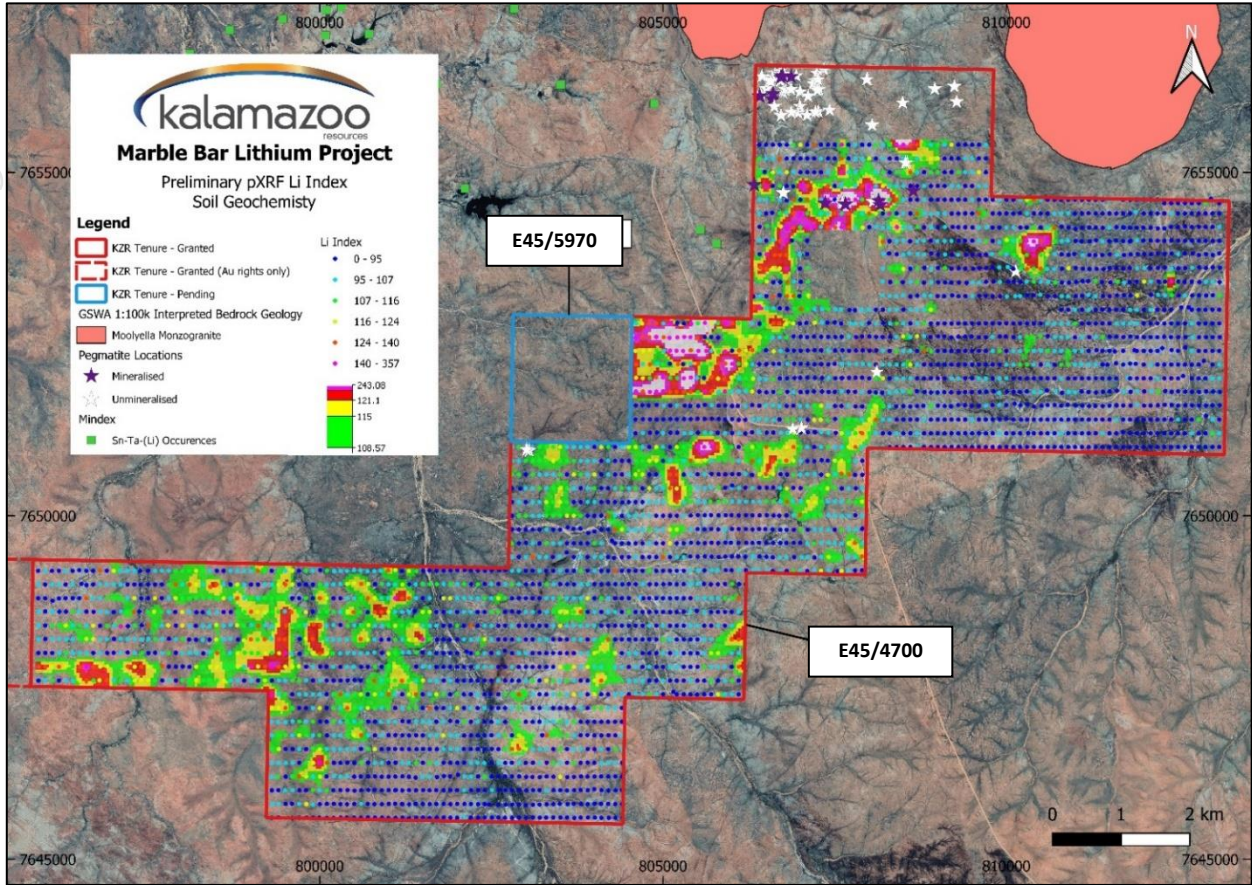 800000
805000
810000
N
kalamazoo
resources
Marble Bar Lithium Project
Preliminary pXRF Li Index
Soil Geochemisty
Legend
KZR Tenure - Granted
KZR Tenure - Granted (Au rights only)
KZR Tenure - Pending
GSWA 1:100k Interpreted Bedrock Geology
Moolyella Monzogranite
Pegmatite Locations
Mineralised
Unmineralised
Mindex
Sn-Ta-(Li) Occurences
Li Index
0 - 95
95 - 107
107 - 116
116 - 124
124 - 140
140 - 357
243.08
121.1
115
108.57
7655000
7655000
E45/5970
7650000
7650000
E45/4700
0 1 2 km
7645000
7645000
800000
805000
810000